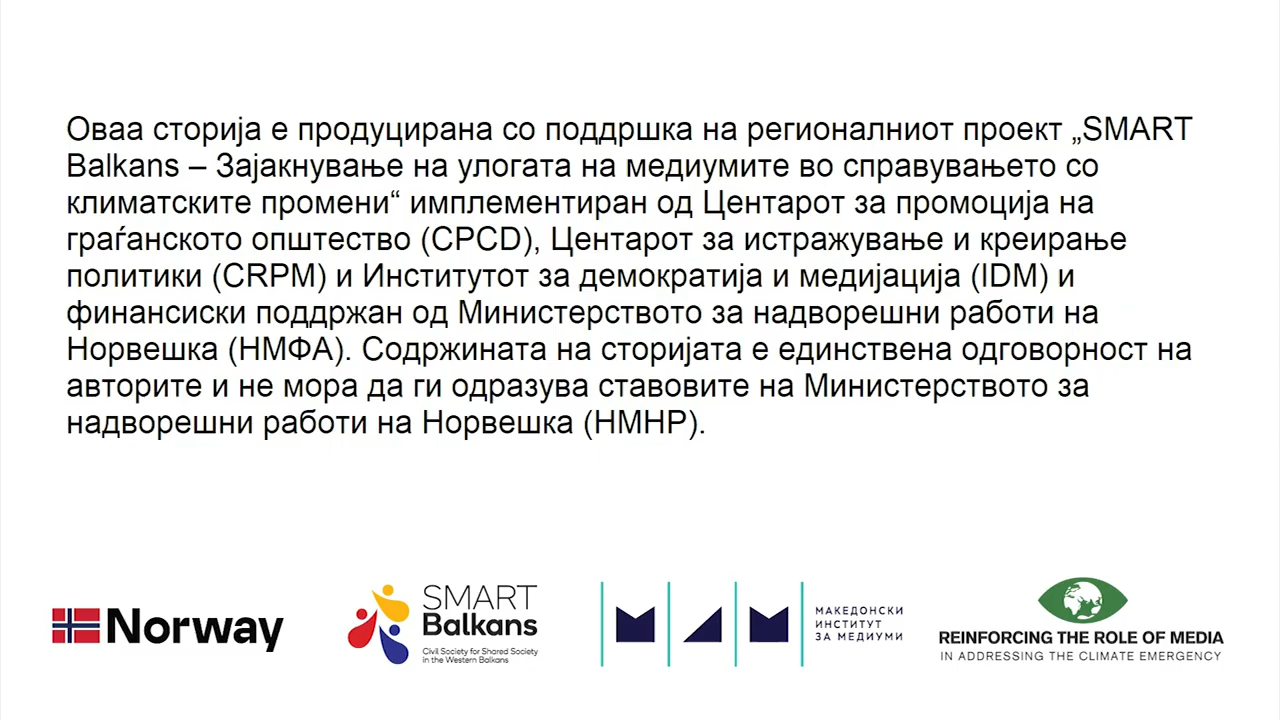 Оваа сторија е продуцирана со поддршка на регионалниот проект „SMART
Balkans – Зајакнување на улогата на медиумите во справувањето со
климатските промени“ имплементиран од Центарот за промоција на
граѓанското општество (CPCD), Центарот за истражување и креирање
политики (CRPM) и Институтот за демократија и медијација (IDM) и
финансиски поддржан од Министерството за надворешни работи на
Норвешка (НМФА). Содржината на сторијата е единствена одговорност на
авторите и не мора да ги одразува ставовите на Министерството за
надворешни работи на Норвешка (НМНР).
Norway
SMART
Balkans
Civil Society for Shared Society
in the Western Balkans
МАКЕДОНСКИ
ИНСТИТУТ
ЗА МЕДИУМИ
REINFORCING THE ROLE OF MEDIA
IN ADDRESSING THE CLIMATE EMERGENCY